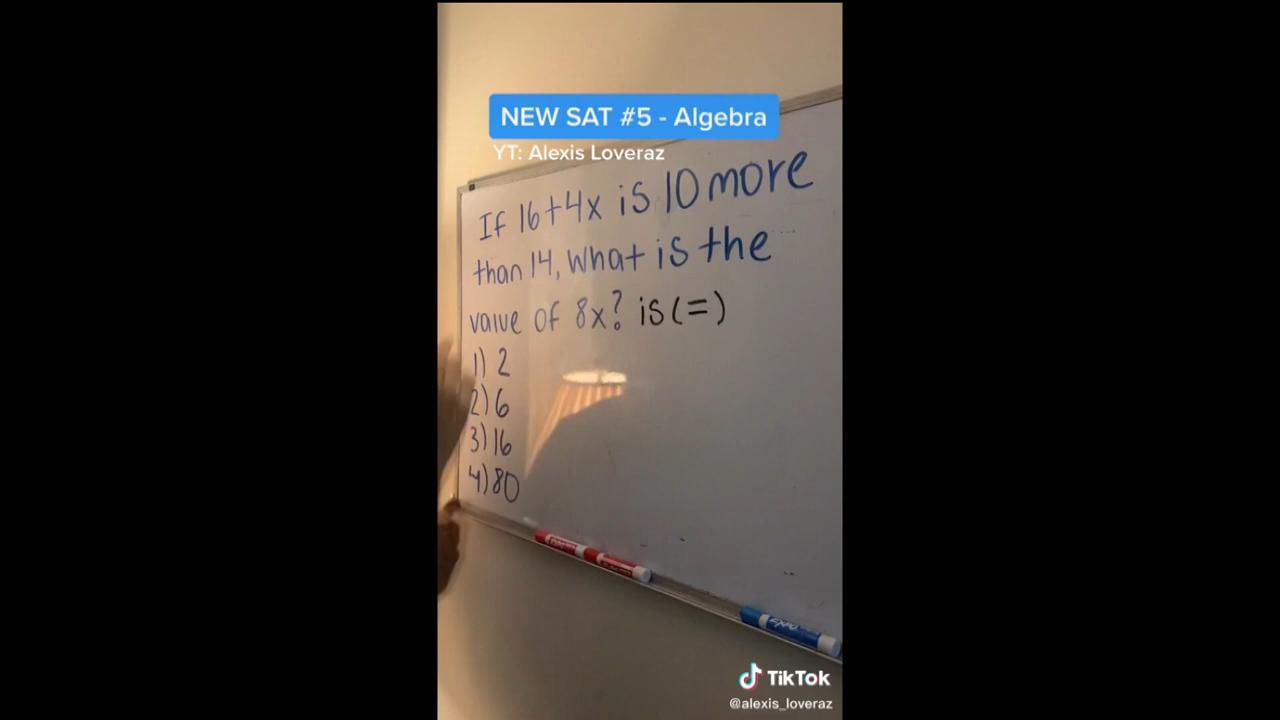 NEW SAT #5 - Algebra
YT: Alexis Loveraz
If 16+4x is 10 more
than 14, What is the
value of 8x? is (=)
1) 2
2) 6
3) 16
4) 80
EXPO
TikTok
@alexis_loveraz